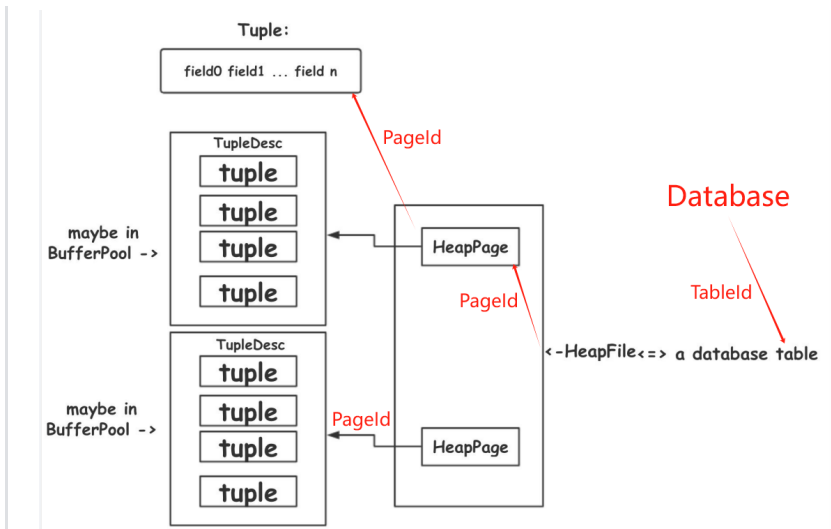 Tuple:
field0 field1 ... field n
PageId
TupleDesc
tuple
tuple
tuple
tuple
maybe in
BufferPool ->
HeapPage
PageId
Database
TableId
<-HeapFile<=> a database table
TupleDesc
tuple
tuple
tuple
tuple
maybe in
BufferPool ->
PageId
HeapPage